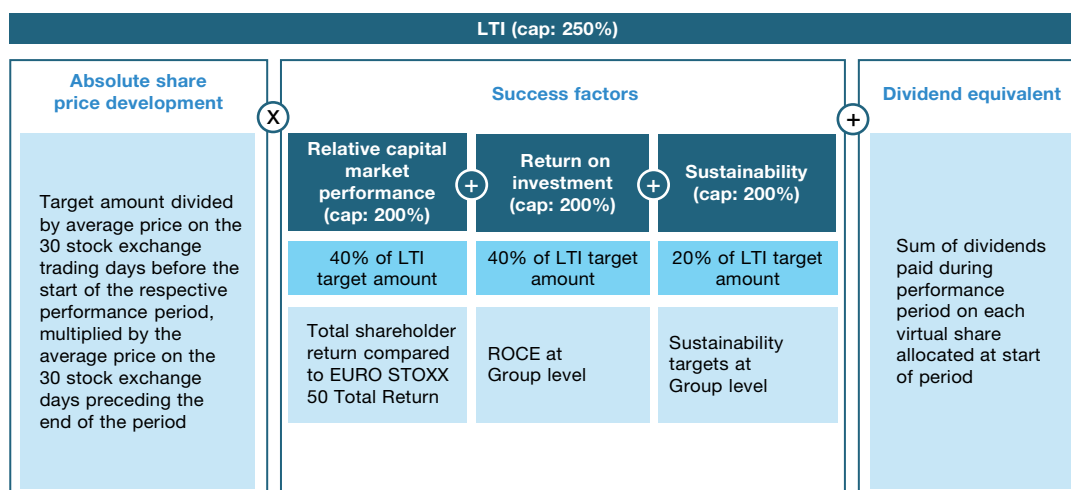 LTI (cap: 250%)
Absolute share
price development
X
Target amount divided
by average price on the
30 stock exchange
trading days before the
start of the respective
performance period,
multiplied by the
average price on the
30 stock exchange
days preceding the
end of the period
Success factors
Relative capital
market
performance
(cap: 200%)
+
Return on
investment
(cap: 200%)
+
Sustainability
(cap: 200%)
40% of LTI
target amount
40% of LTI target
amount
20% of LTI target
amount
Total shareholder
return compared
to EURO STOXX
50 Total Return
ROCE at
Group level
Sustainability
targets at
Group level
+
Dividend equivalent
Sum of dividends
paid during
performance
period on each
virtual share
allocated at start
of period